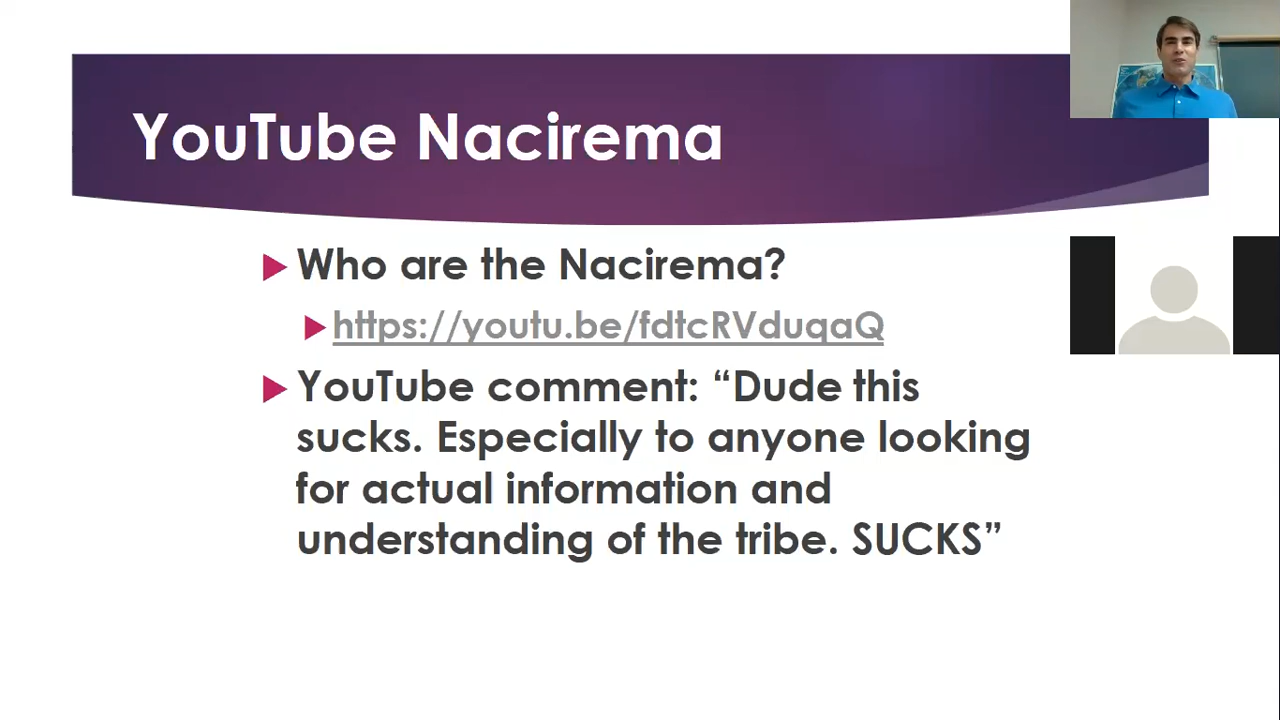 YouTube Nacirema
Who are the Nacirema?
https://youtu.be/fdtcRVduqaQ
YouTube comment: “Dude this
sucks. Especially to anyone looking
for actual information and
understanding of the tribe. SUCKS”